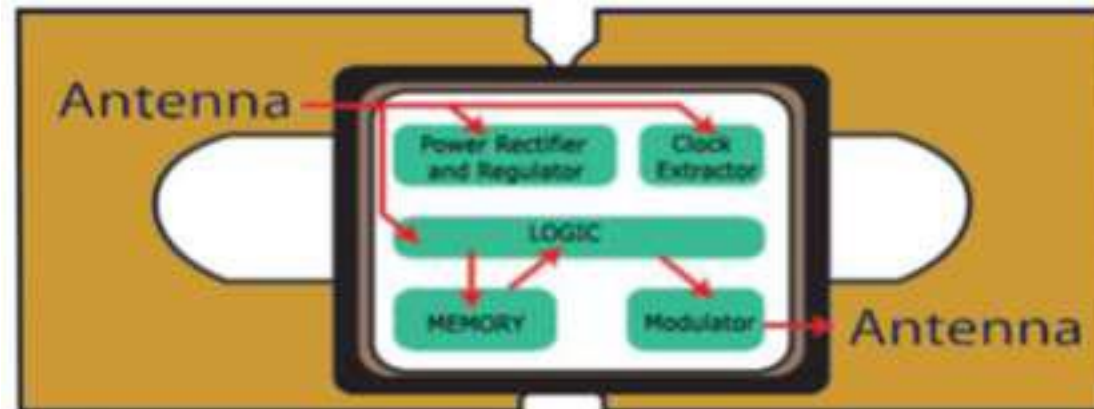 Antenna
Power Rectifier
and Regulator
Clock
Extractor
LOGIC
MEMORY
Modulator
Antenna